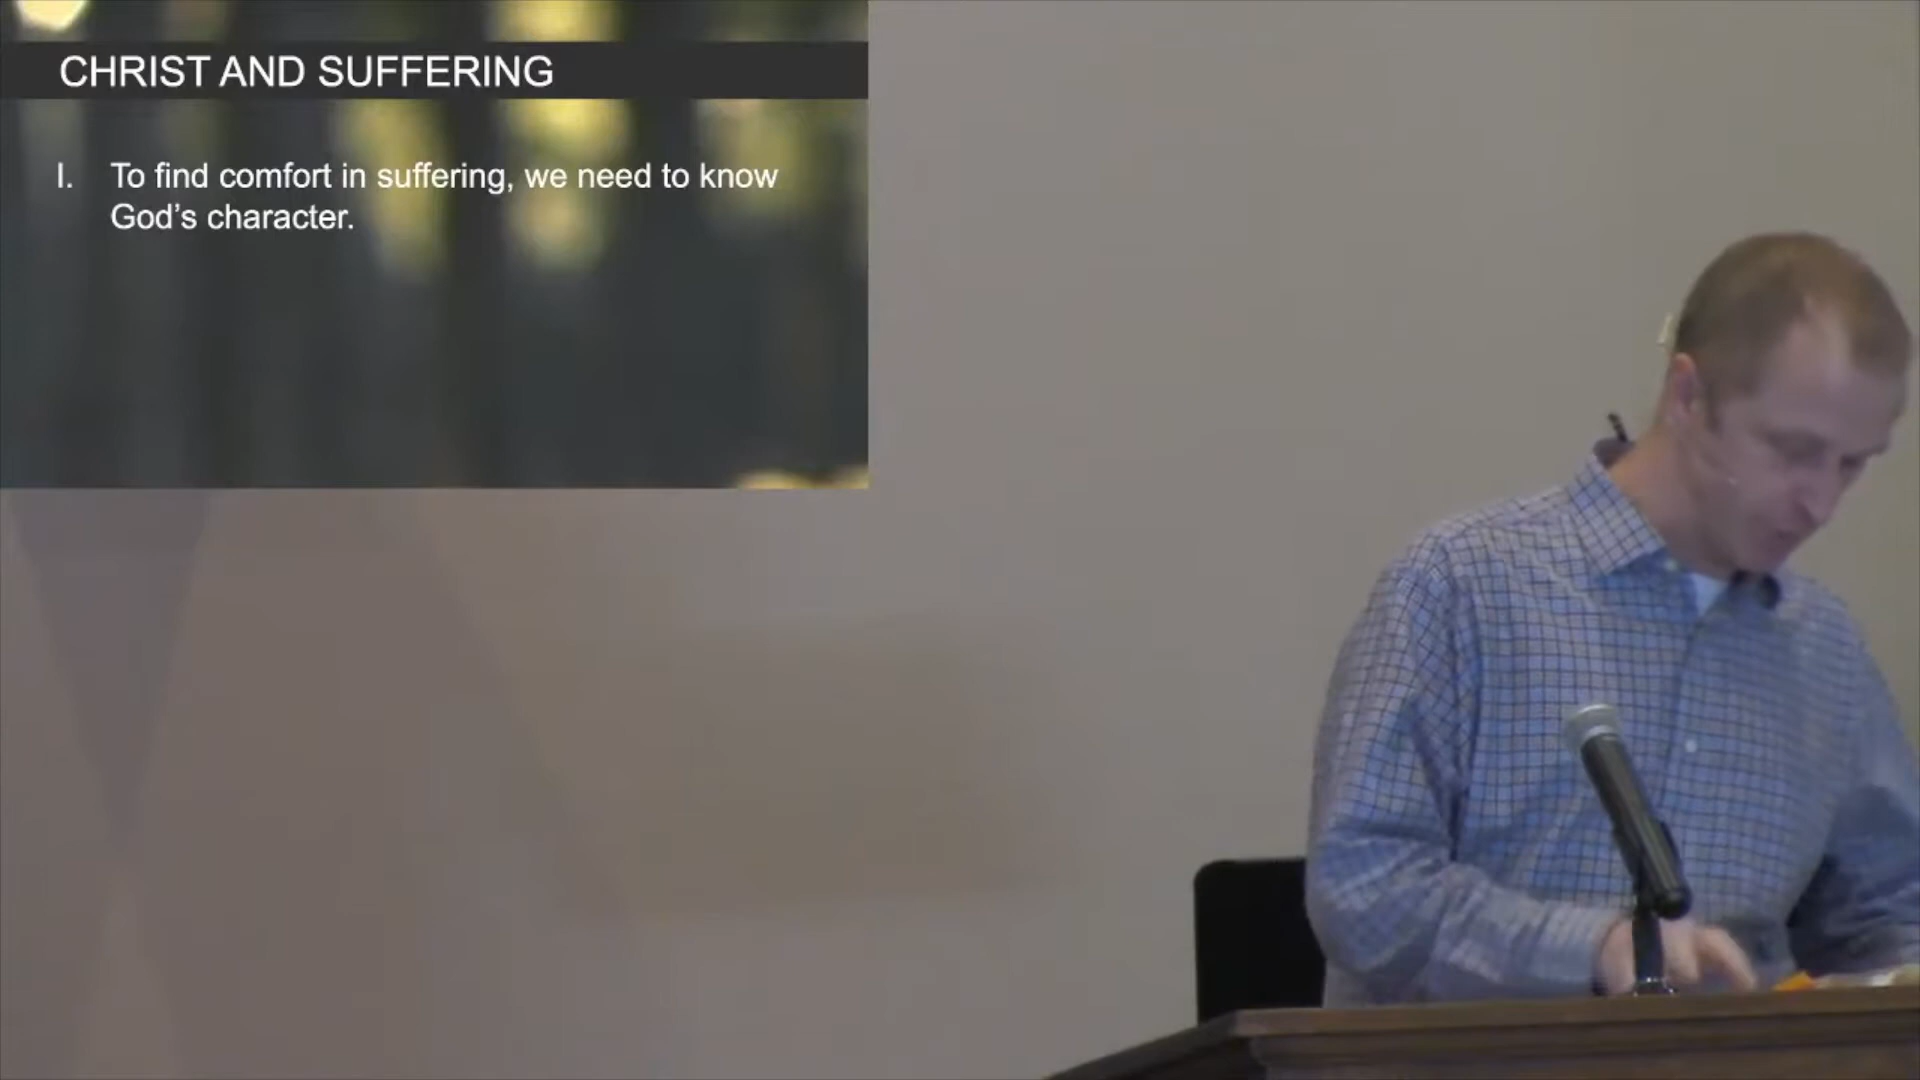 CHRIST AND SUFFERING
I. To find comfort in suffering, we need to know
God’s character.